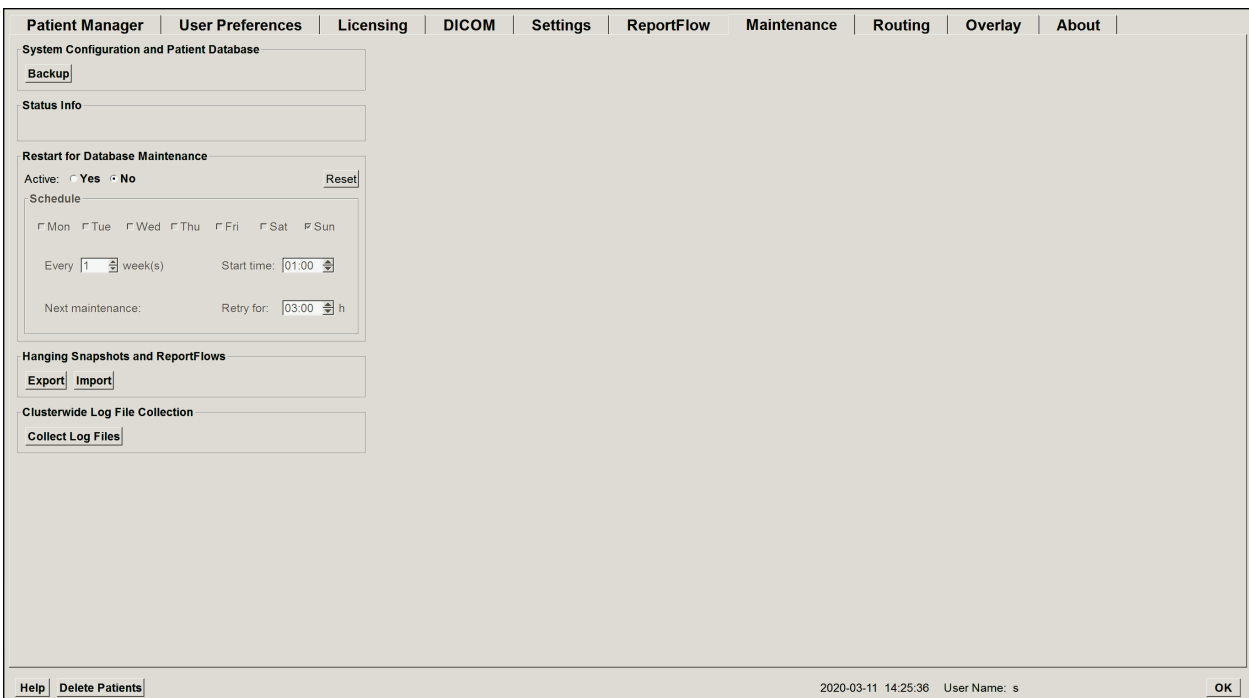 Patient Manager User Preferences Licensing DICOM Settings ReportFlow Maintenance Routing Overlay About
System Configuration and Patient Database
Backup
Status Info
Restart for Database Maintenance
Active: Yes No Reset
Schedule
Mon Tue Wed Thu Fri Sat Sun
Every 1 week(s) Start time: 01:00
Next maintenance: Retry for: 03:00 h
Hanging Snapshots and ReportFlows
Export Import
Clusterwide Log File Collection
Collect Log Files
Help Delete Patients 2020-03-11 14:25:36 User Name: s OK